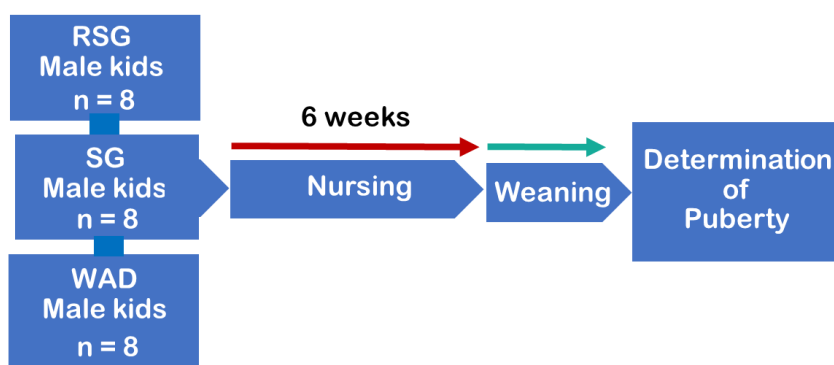 RSG
Male kids
n = 8
SG
Male kids
n = 8
WAD
Male kids
n = 8
6 weeks
Nursing
Weaning
Determination
of
Puberty